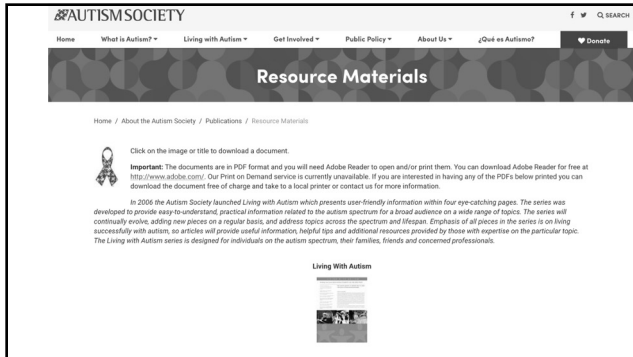 AUTISM SOCIETY
SEARCH
Home What is Autism? Living with Autism Get Involved Public Policy About Us ¿Qué es Autismo? Donate
Resource Materials
Home / About the Autism Society / Publications / Resource Materials
Click on the image or title to download a document.
Important: The documents are in PDF format and you will need Adobe Reader to open and/or print them. You can download Adobe Reader for free at
http://www.adobe.com/. Our Print on Demand service is currently unavailable. If you are interested in having any of the PDFs below printed you can
download the document free of charge and take to a local printer or contact us for more information.
In 2006 the Autism Society launched Living with Autism which presents user-friendly information within four eye-catching pages. The series was
developed to provide easy-to-understand, practical information related to the autism spectrum for a broad audience on a wide range of topics. The series will
continually evolve, adding new pieces on a regular basis, and address topics across the spectrum and lifespan. Emphasis of all pieces in the series is on living
successfully with autism, so articles will provide useful information, helpful tips and additional resources provided by those with expertise on the particular topic.
The Living with Autism series is designed for individuals on the autism spectrum, their families, friends and concerned professionals.
Living With Autism